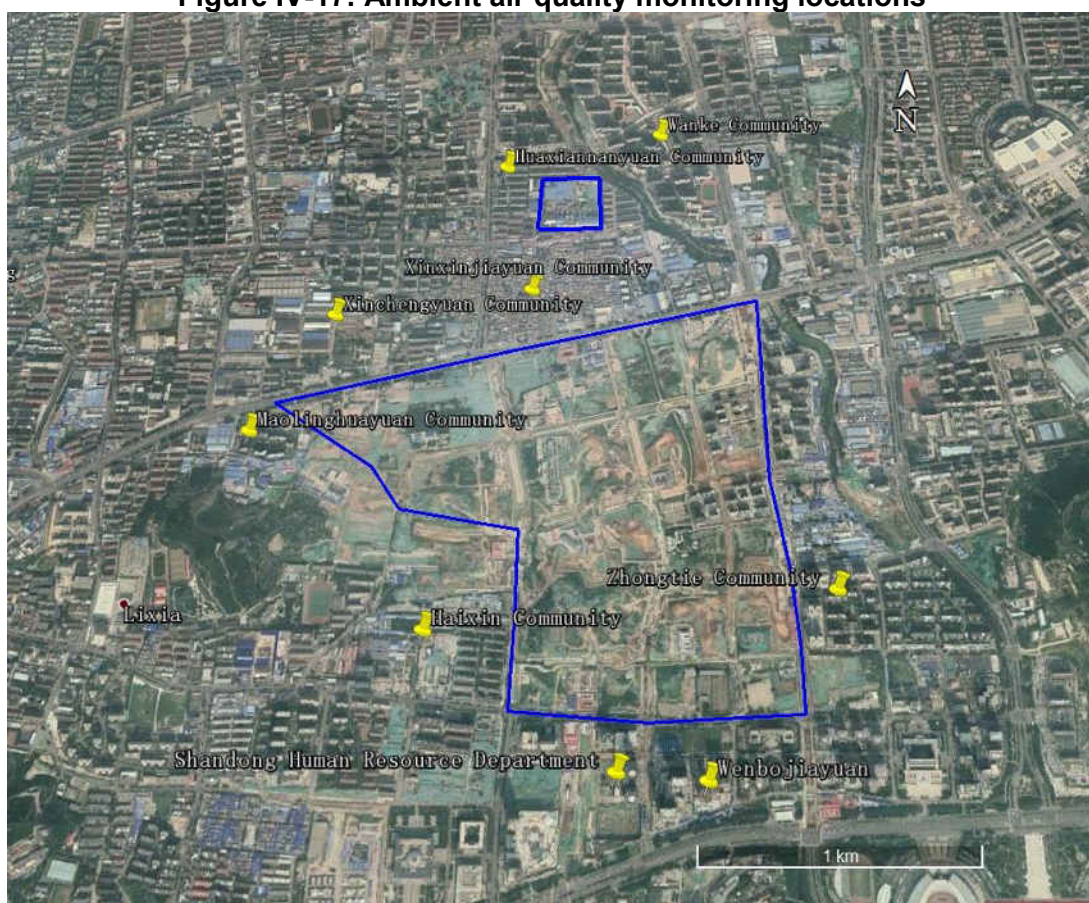 Figure IV-17: Ambient air quality monitoring locations
N
Wanke Community
Huaxiannanyuan Community
Xinxinjiayuan Community
g
Xinchengyuan Community
Maolinghuayuan Community
Zhongtie Community
Lixia
Haixin Community
Shandong Human Resource Department
Wenbojiayuan
1 km